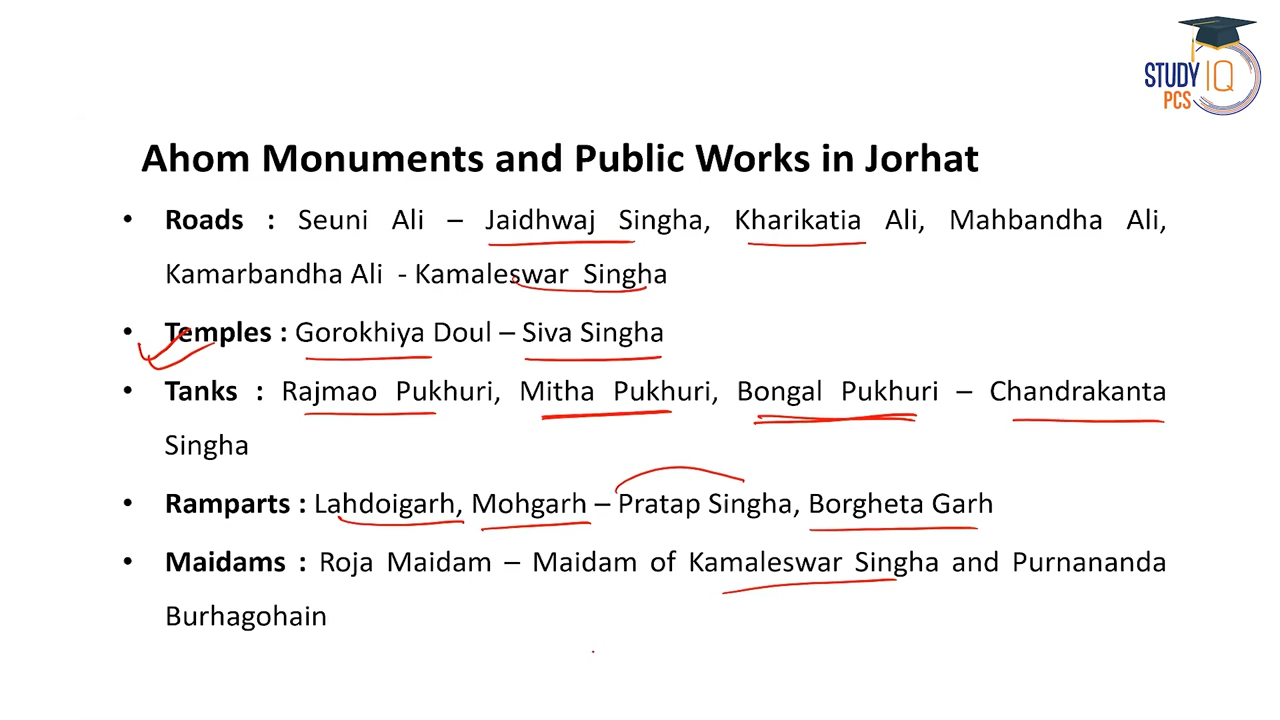 STUDY IQ
PCS
Ahom Monuments and Public Works in Jorhat
• Roads : Seuni Ali – Jaidhwaj Singha, Kharikatia Ali, Mahbandha Ali,
Kamarbandha Ali - Kamaleswar Singha
• Temples : Gorokhiya Doul – Siva Singha
• Tanks : Rajmao Pukhuri, Mitha Pukhuri, Bongal Pukhuri – Chandrakanta
Singha
• Ramparts : Lahdoigarh, Mohgarh – Pratap Singha, Borgheta Garh
• Maidams : Roja Maidam – Maidam of Kamaleswar Singha and Purnananda
Burhagohain